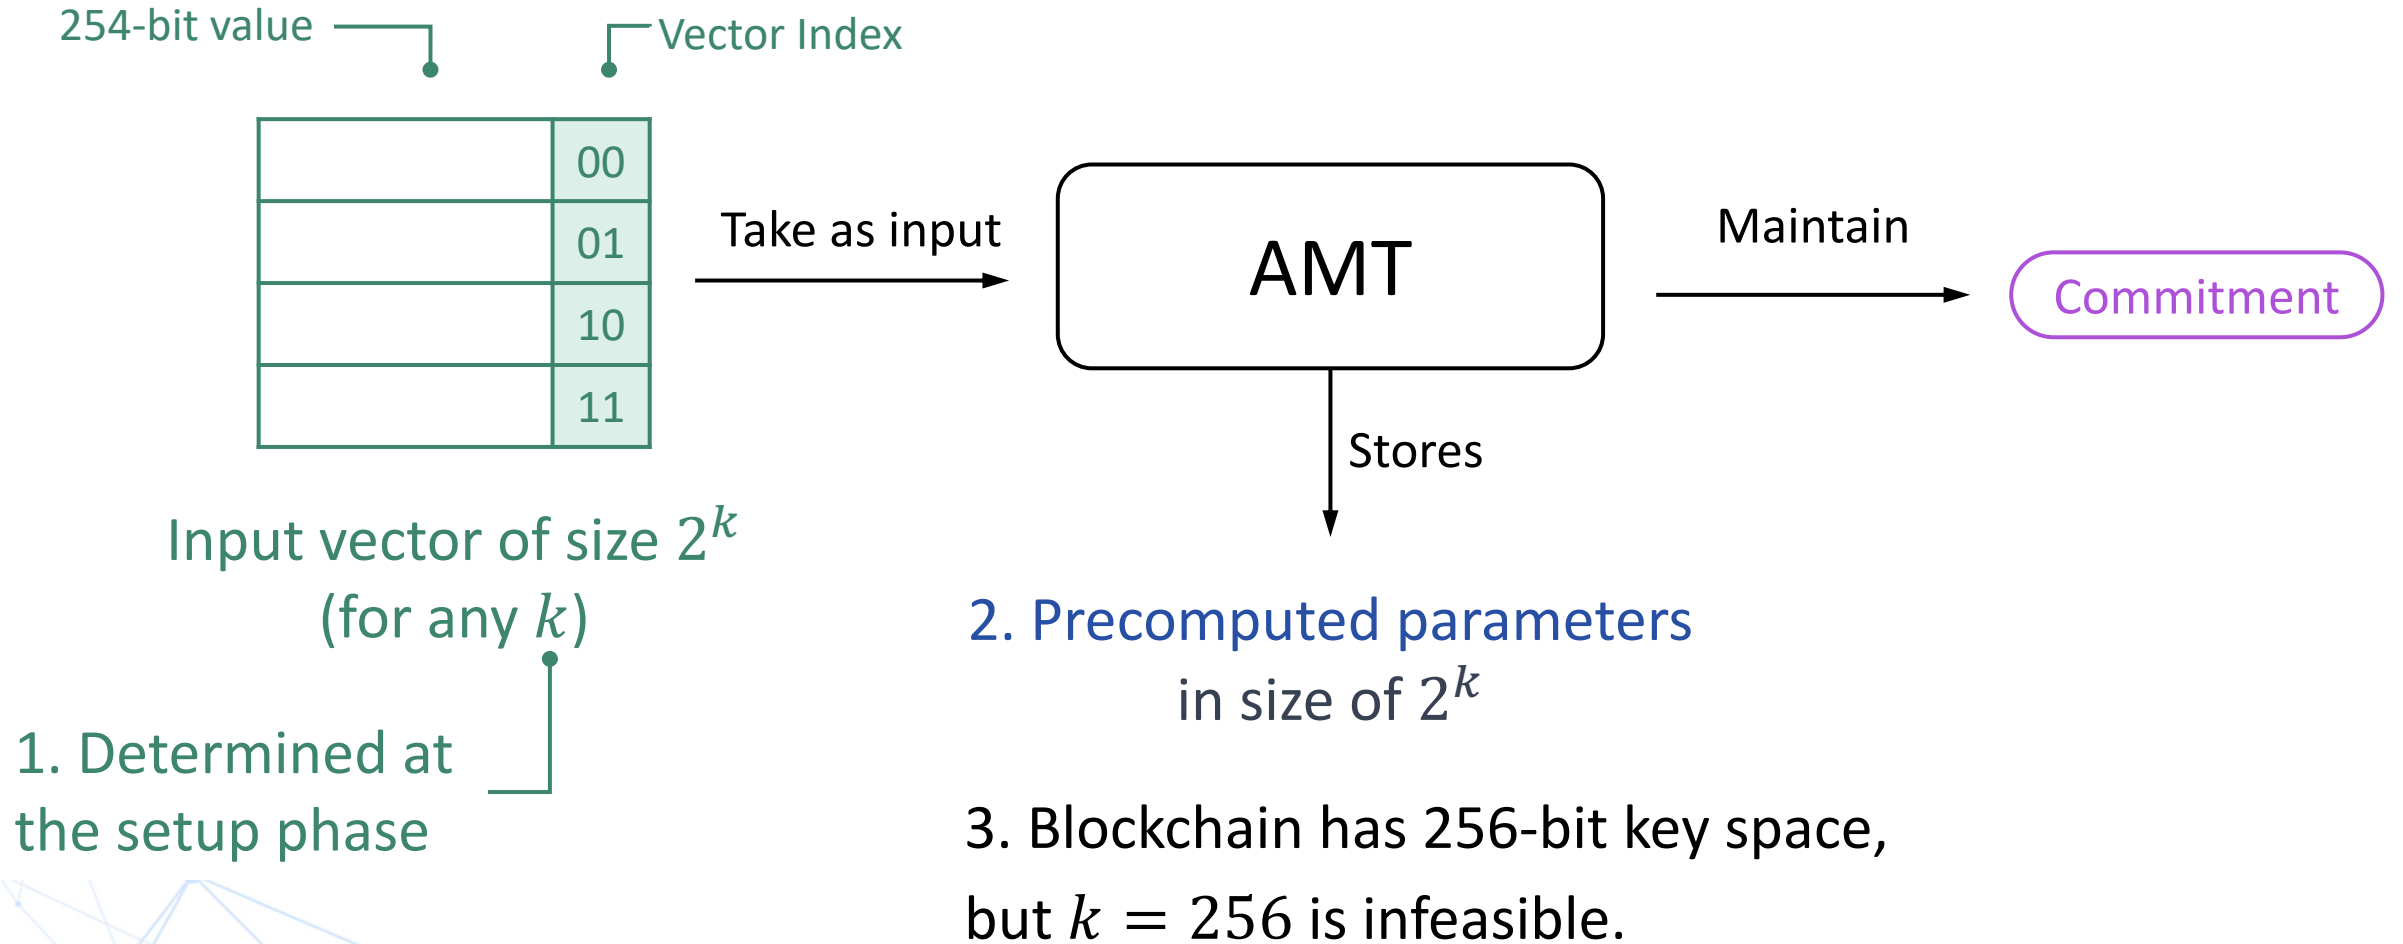 254-bit value
Vector Index
00
01
10
11
Take as input
AMT
Maintain
Commitment
Stores
Input vector of size 2^k
(for any k)
1. Determined at
the setup phase
2. Precomputed parameters
in size of 2^k
3. Blockchain has 256-bit key space,
but k = 256 is infeasible.